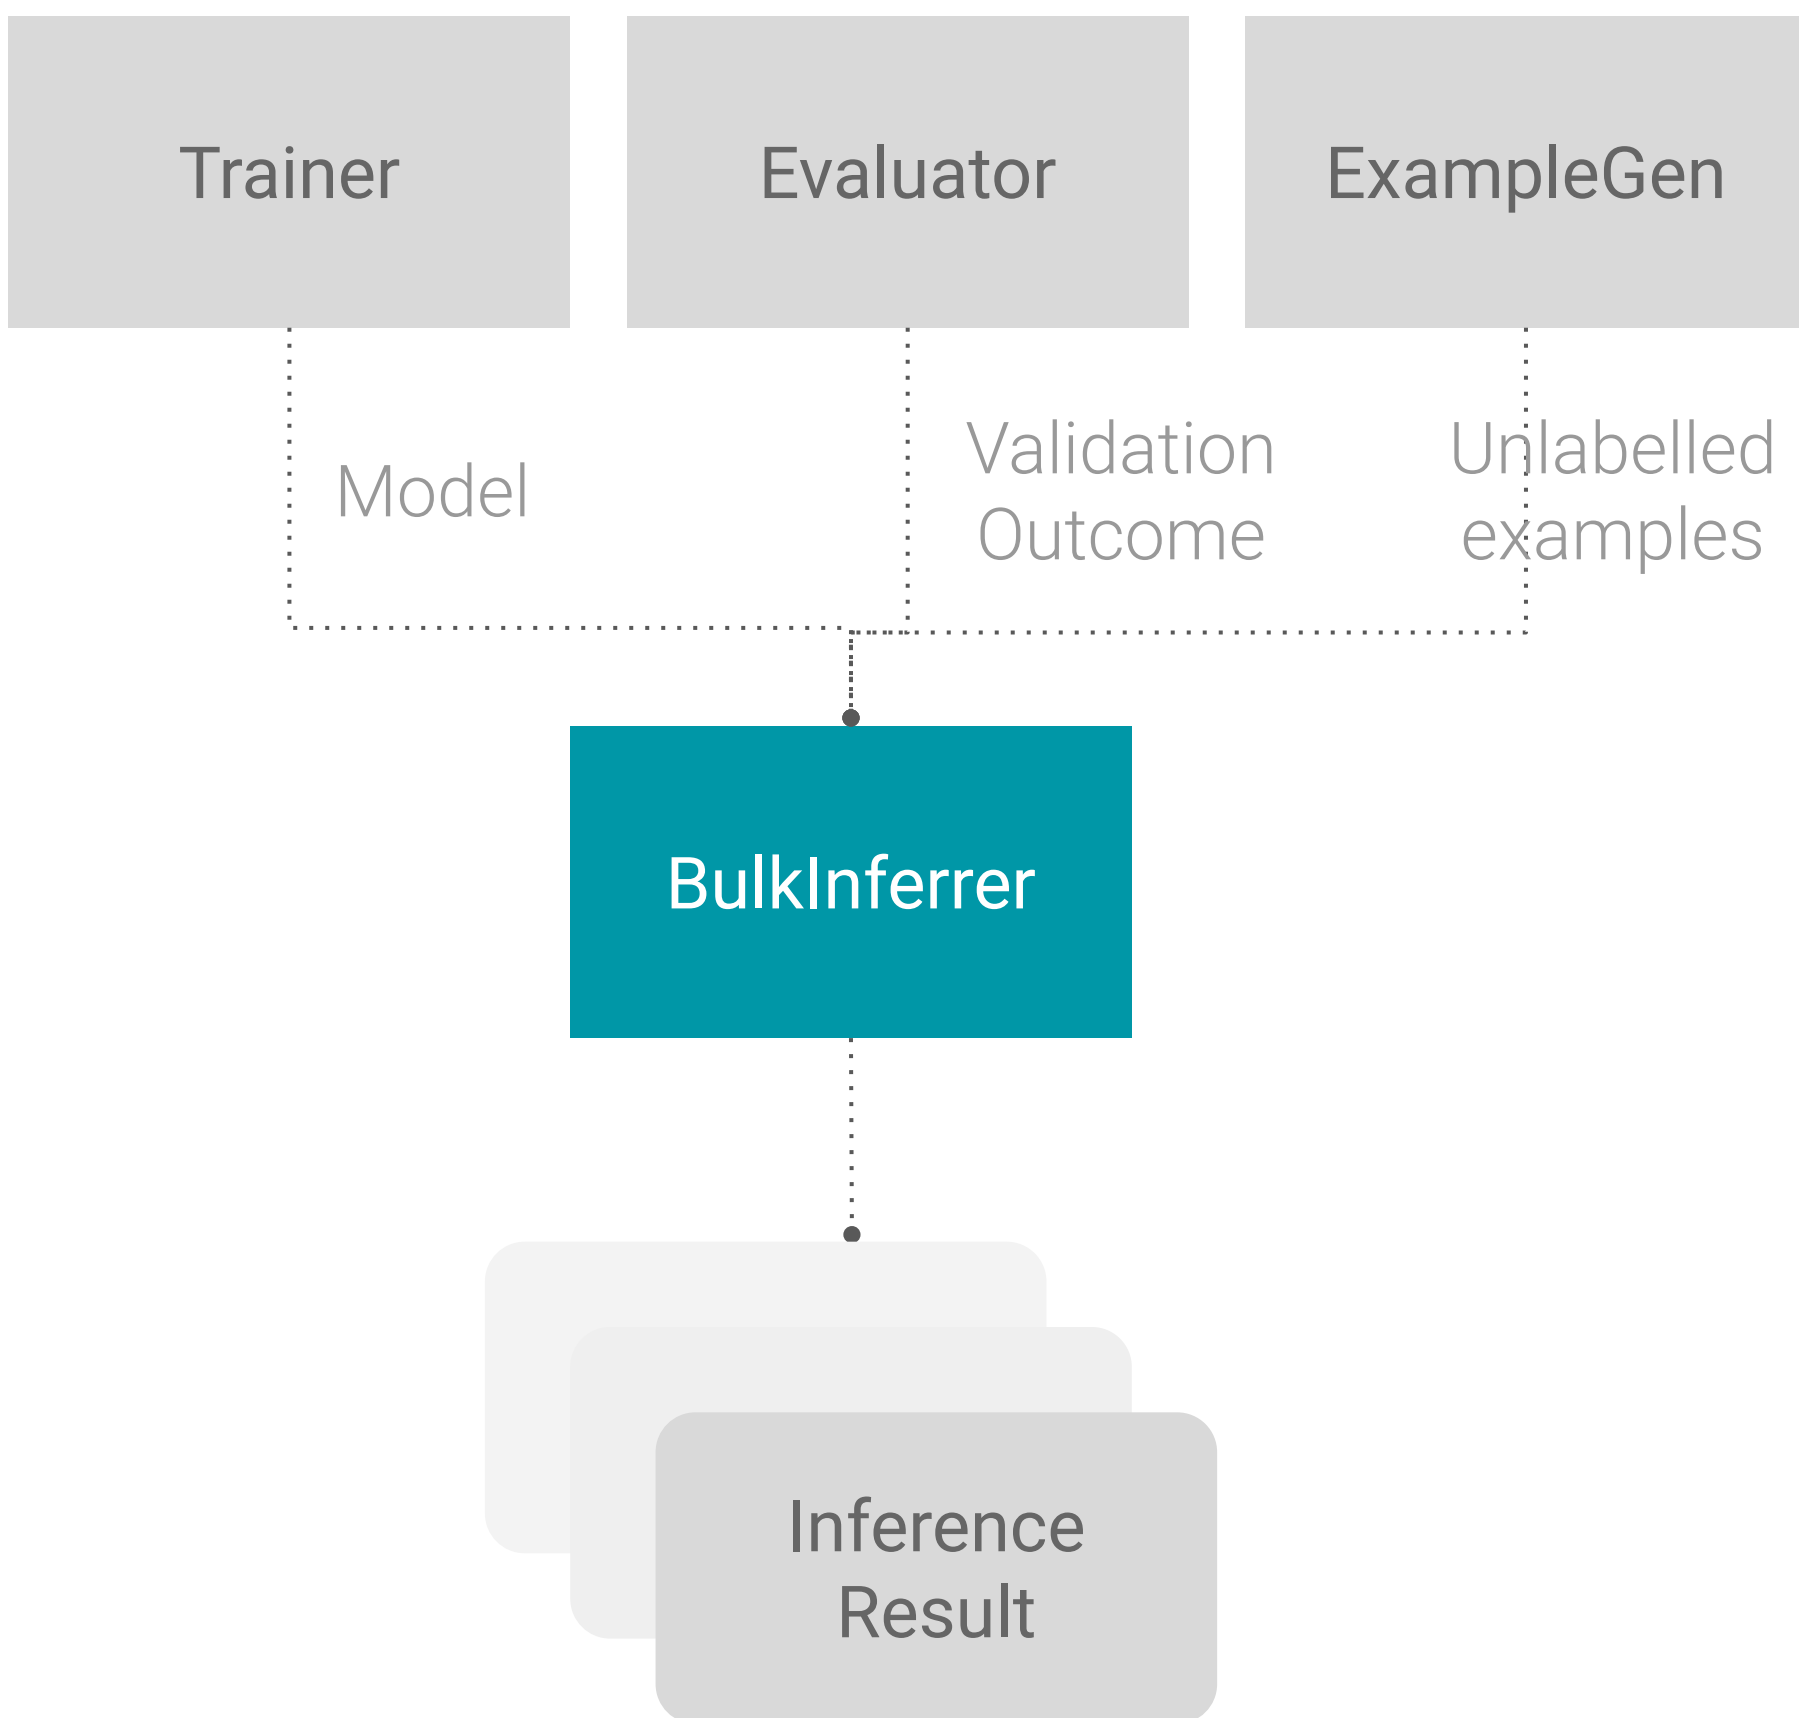 Trainer
Evaluator
ExampleGen
Model
Validation
Outcome
Unlabelled
examples
BulkInferrer
Inference
Result